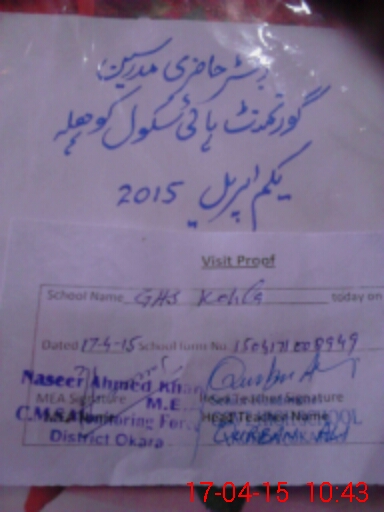 رجسٹر حاضری مدرسین
گورنمنٹ ہائی سکول کوہلہ
یکم اپریل 2015
Visit Proof
School Name GHS Kohla today on
Dated 17-4-15 School form No.
Naseer Ahmed Khan
MEA Signature Head Teacher Signature
M.E.
C.M Monitoring Force Head Teacher Name
District Okara
17-04-15 10:43